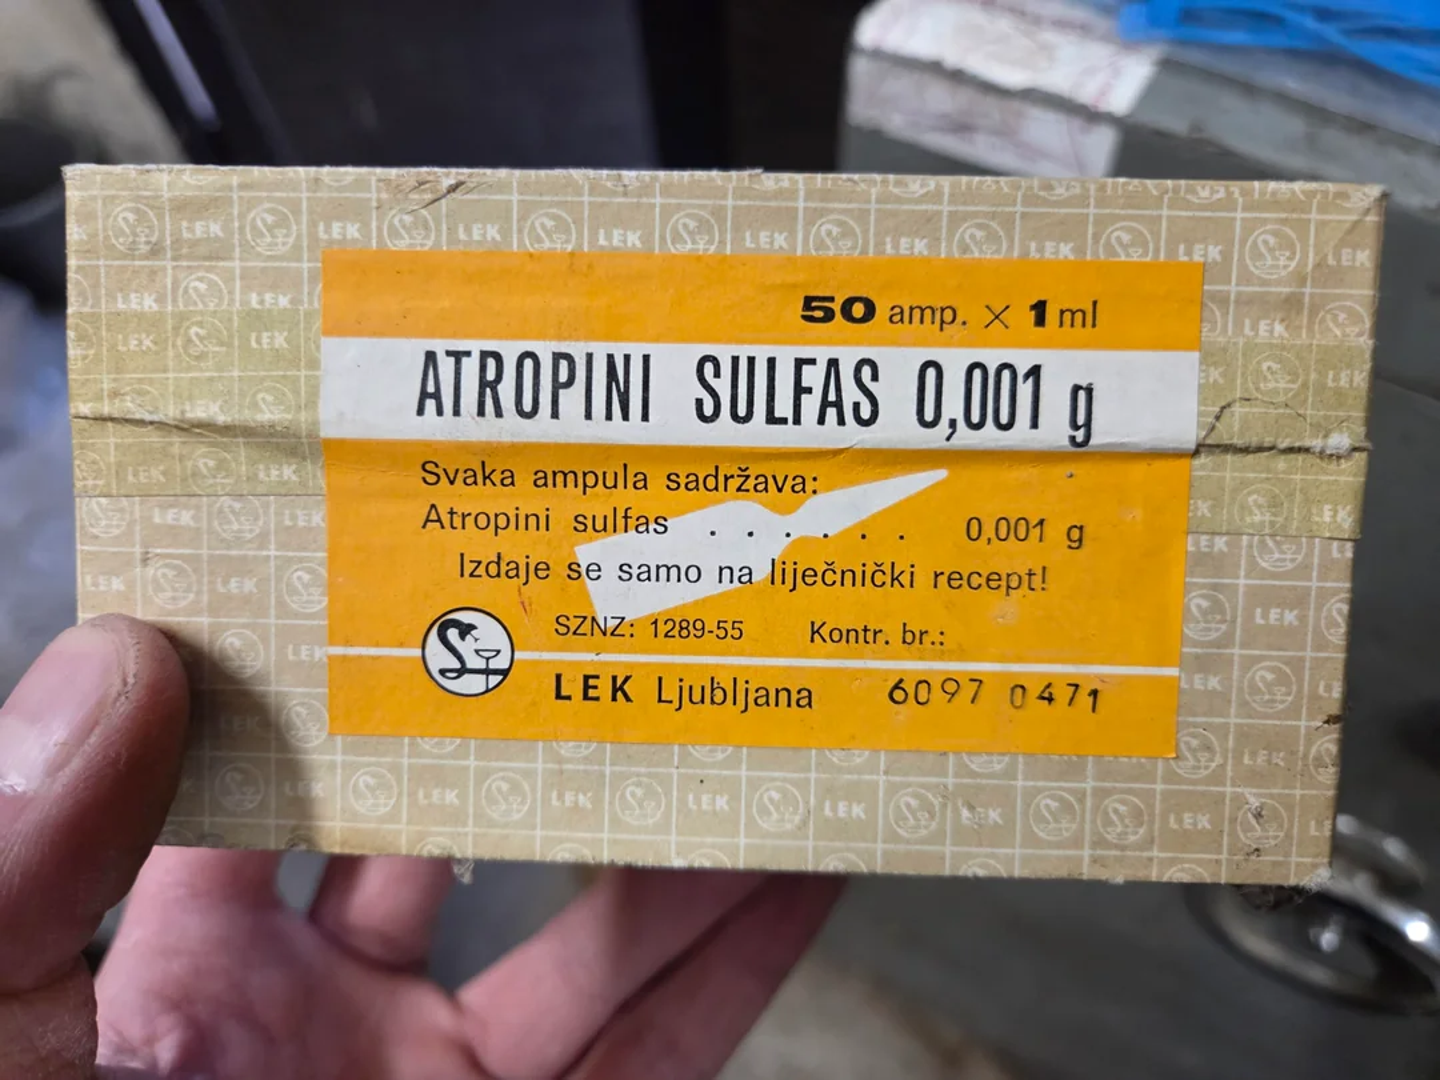 50 amp. × 1 ml
ATROPINI SULFAS 0,001 g
Svaka ampula sadržava:
Atropini sulfas . . . . . . 0,001 g
Izdaje se samo na liječnički recept!
SZNZ: 1289-55 Kontr. br.:
LEK Ljubljana 6097 0471